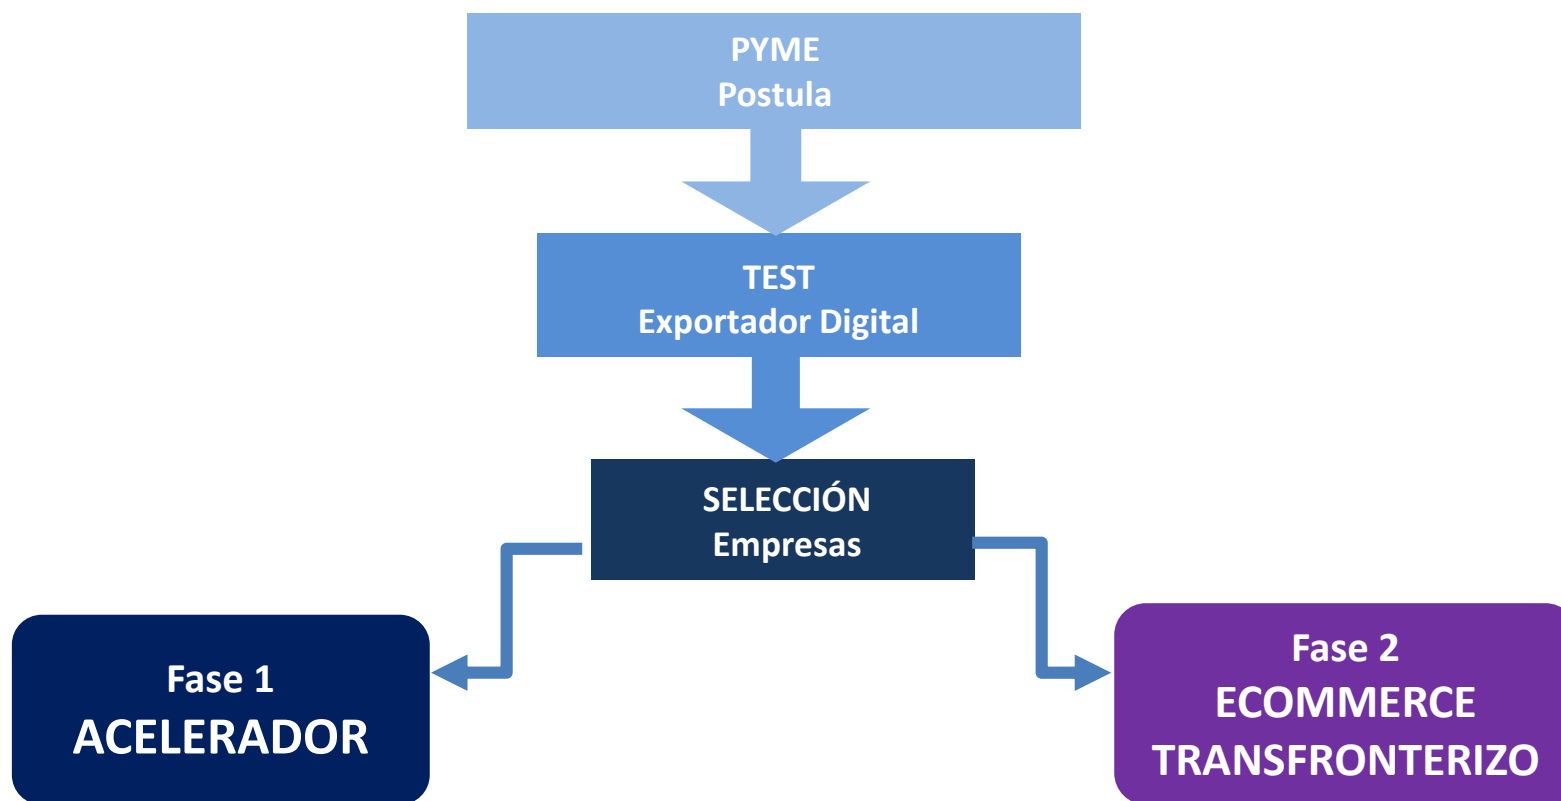 PYME
Postula
TEST
Exportador Digital
SELECCIÓN
Empresas
Fase 1
ACELERADOR
Fase 2
ECOMMERCE
TRANSFRONTERIZO